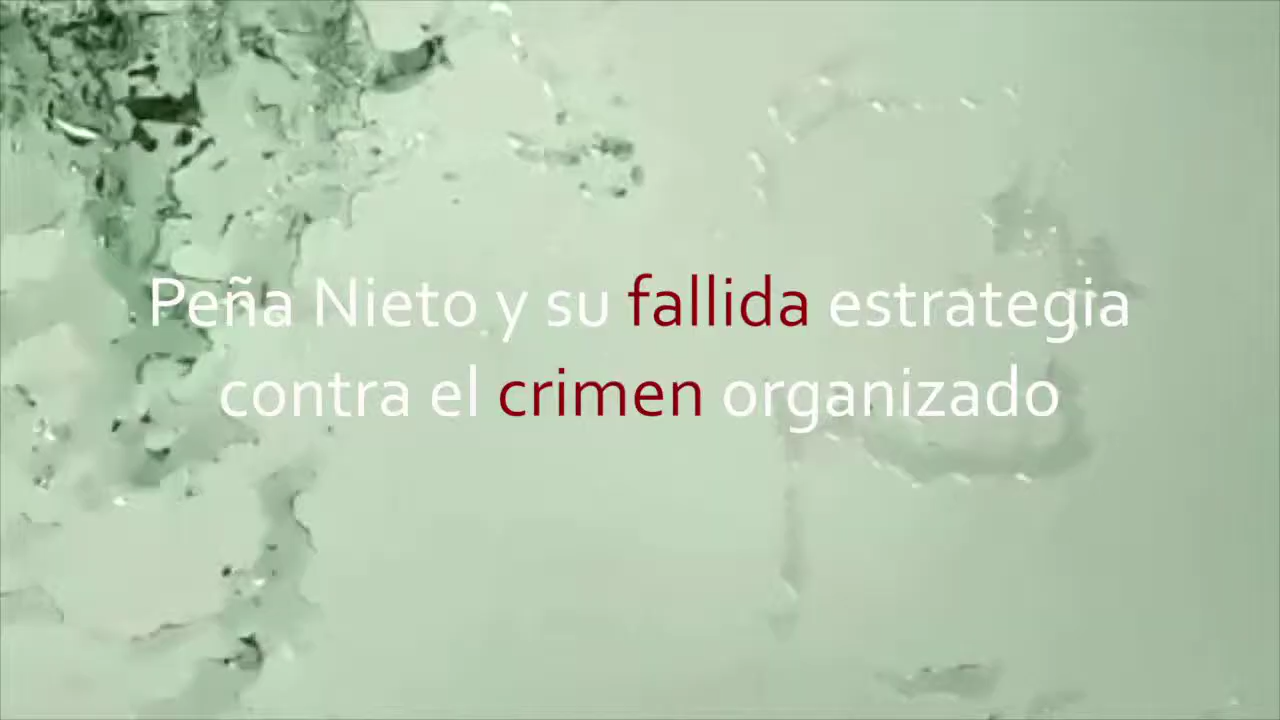 Peña Nieto y su fallida estrategia
contra el crimen organizado